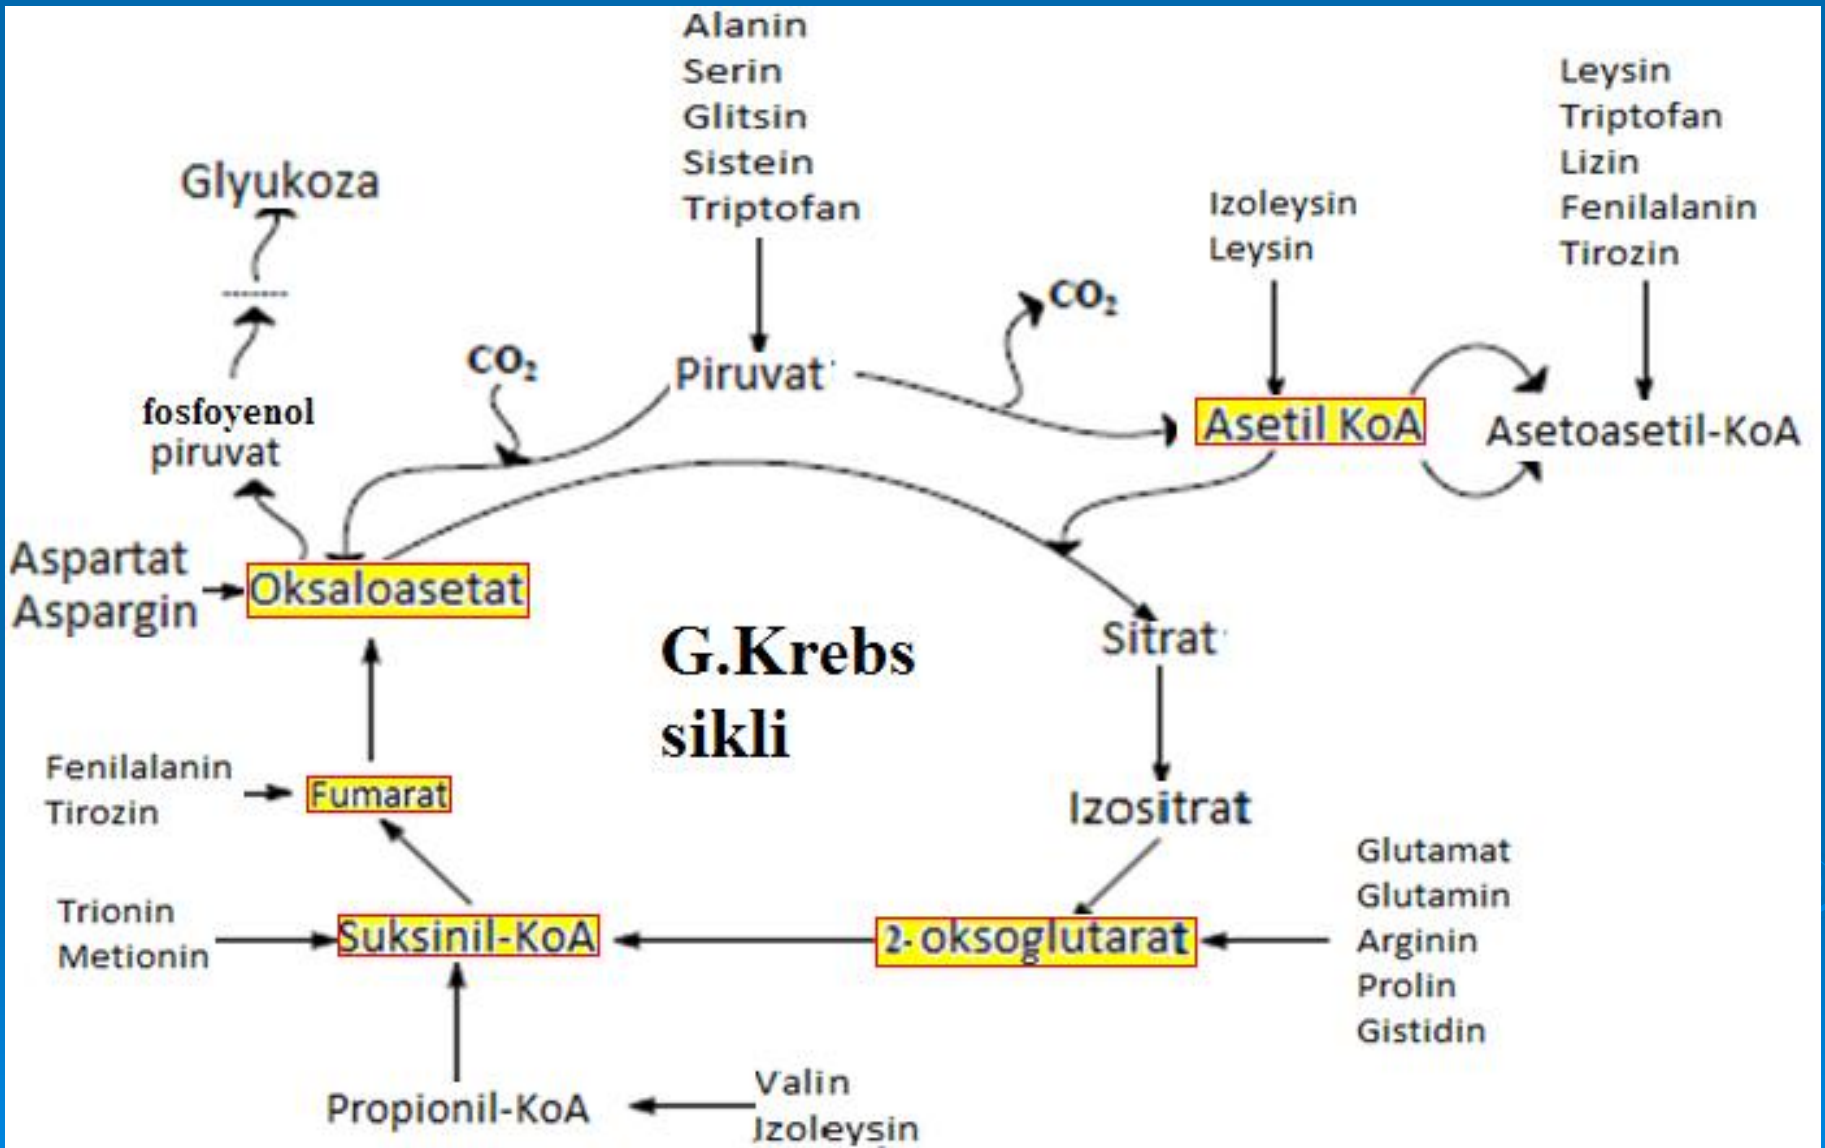 Alanin
Serin
Glitsin
Sistein
Triptofan
Leysin
Triptofan
Lizin
Fenilalanin
Tirozin
Glyukoza
Izoleysin
Leysin
CO₂
CO₂
Piruvat
fosfoyenol
piruvat
Asetil KoA
Asetoasetil-KoA
Aspartat
Aspargin
Oksaloasetat
G.Krebs
sikli
Sitrat
Fenilalanin
Tirozin
Fumarat
Izositrat
Trionin
Metionin
Suksinil-KoA
2- oksoglutarat
Glutamat
Glutamin
Arginin
Prolin
Gistidin
Propionil-KoA
Valin
Izoleysin